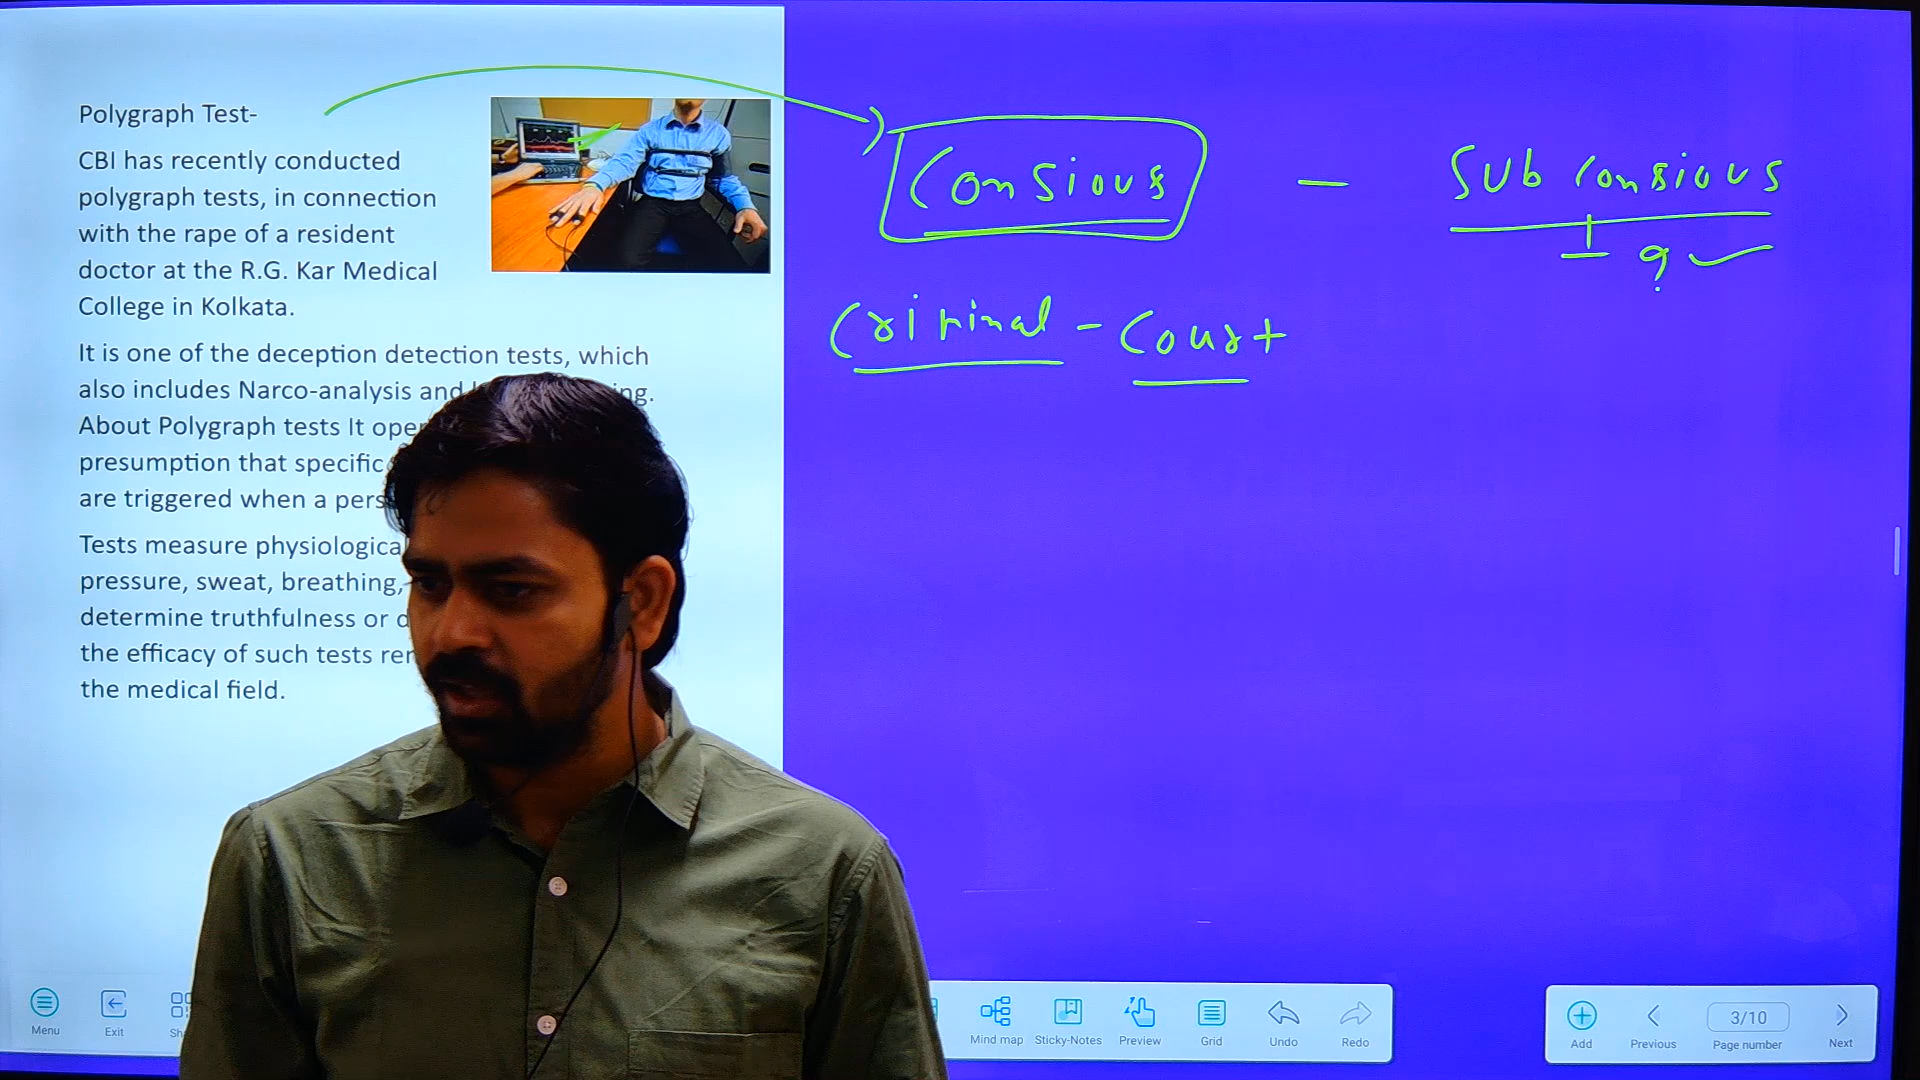 Polygraph Test-
CBI has recently conducted
polygraph tests, in connection
with the rape of a resident
doctor at the R.G. Kar Medical
College in Kolkata.
It is one of the deception detection tests, which
also includes Narco-analysis and
About Polygraph tests It
presumption that specific
are triggered when a
Tests measure
pressure, sweat, breathing,
determine truthfulness or
the efficacy of such tests
the medical field.
Consious - Sub Consious
?
Criminal - Court
Menu
Exit
Mind map
Sticky-Notes
Preview
Grid
Undo
Redo
Add
Previous
3/10
Page number
Next